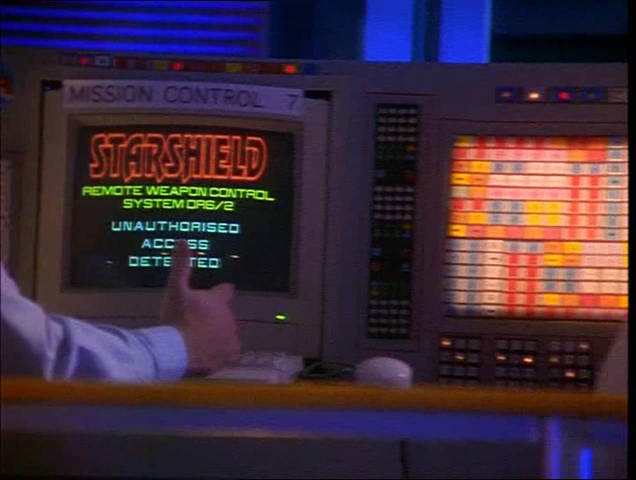 MISSION CONTROL 7
STARSHIELD
REMOTE WEAPON CONTROL
SYSTEM DR6/2
UNAUTHORISED
ACCESS
DETECTED